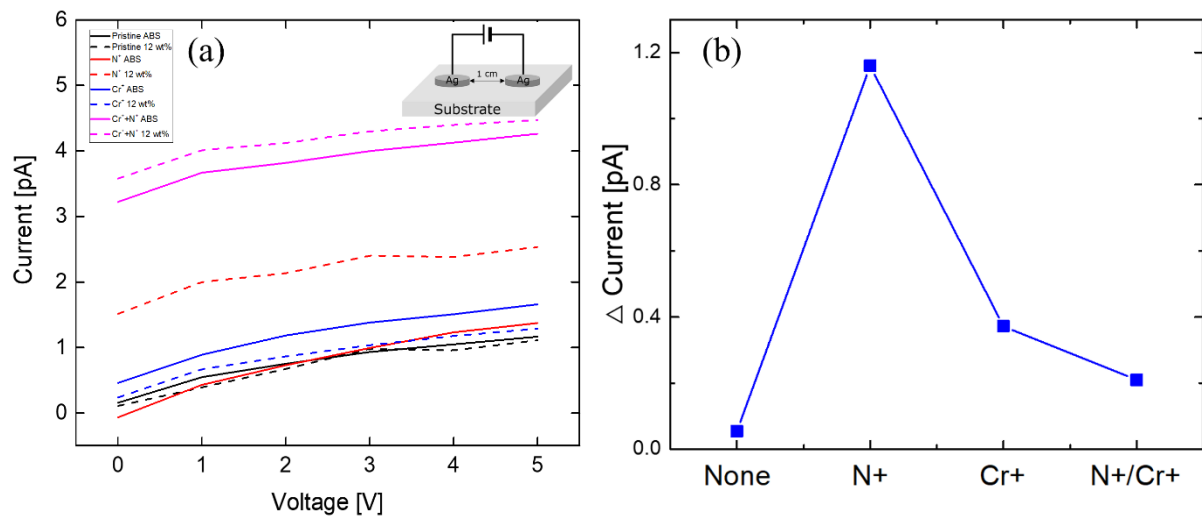 (a)
Pristine ABS
Pristine 12 wt%
N⁺ ABS
N⁺ 12 wt%
Cr⁺ ABS
Cr⁺ 12 wt%
Cr⁺+N⁺ ABS
Cr⁺+N⁺ 12 wt%
1 cm
Ag Ag
Substrate
6
5
4
3
2
1
0
Current [pA]
0 1 2 3 4 5
Voltage [V]
(b)
1.2
0.8
0.4
0.0
△ Current [pA]
None N+ Cr+ N+/Cr+